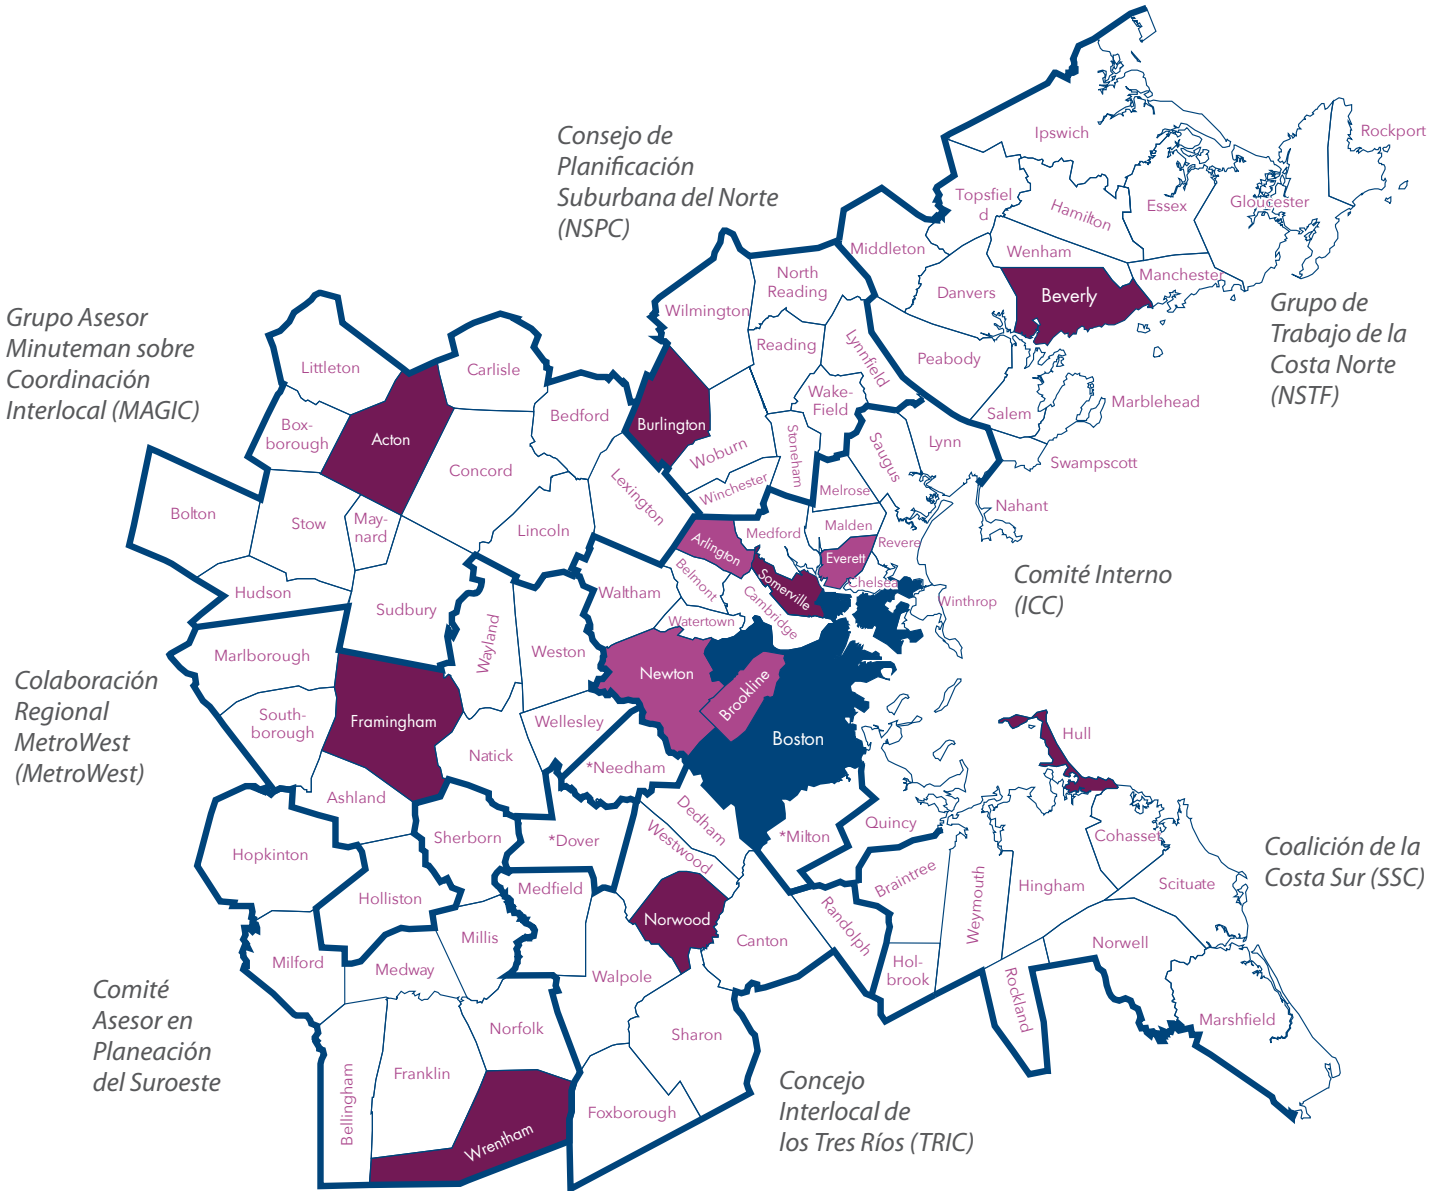 Ipswich
Rockport
Consejo de
Planificación
Suburbana del Norte
(NSPC)
Topsfiel
d
Hamilton
Essex
Gloucester
Middleton
Wenham
North
Reading
Manchester
Danvers
Beverly
Wilmington
Grupo de
Trabajo de la
Costa Norte
(NSTF)
Grupo Asesor
Minuteman sobre
Coordinación
Interlocal (MAGIC)
Reading
Lynnfield
Peabody
Littleton
Carlisle
Wake-
Field
Marblehead
Salem
Bedford
Burlington
Box-
borough
Acton
Woburn
Stoneham
Saugus
Lynn
Swampscott
Concord
Lexington
Winchester
Melrose
Nahant
Bolton
Stow
May-
nard
Lincoln
Arlington
Medford
Malden
Revere
Everett
Comité Interno
(ICC)
Hudson
Waltham
Belmont
Somerville
Chelsea
Winthrop
Sudbury
Cambridge
Watertown
Wayland
Weston
Marlborough
Newton
Brookline
Colaboración
Regional
MetroWest
(MetroWest)
South-
borough
Framingham
Wellesley
Boston
Hull
Natick
*Needham
Ashland
Dedham
Quincy
Sherborn
*Dover
Westwood
*Milton
Cohasset
Coalición de la
Costa Sur (SSC)
Hopkinton
Medfield
Braintree
Weymouth
Hingham
Scituate
Holliston
Norwood
Randolph
Millis
Canton
Norwell
Milford
Medway
Walpole
Hol-
brook
Rockland
Comité
Asesor en
Planeación
del Suroeste
Norfolk
Sharon
Marshfield
Bellingham
Franklin
Concejo
Interlocal de
los Tres Ríos (TRIC)
Foxborough
Wrentham